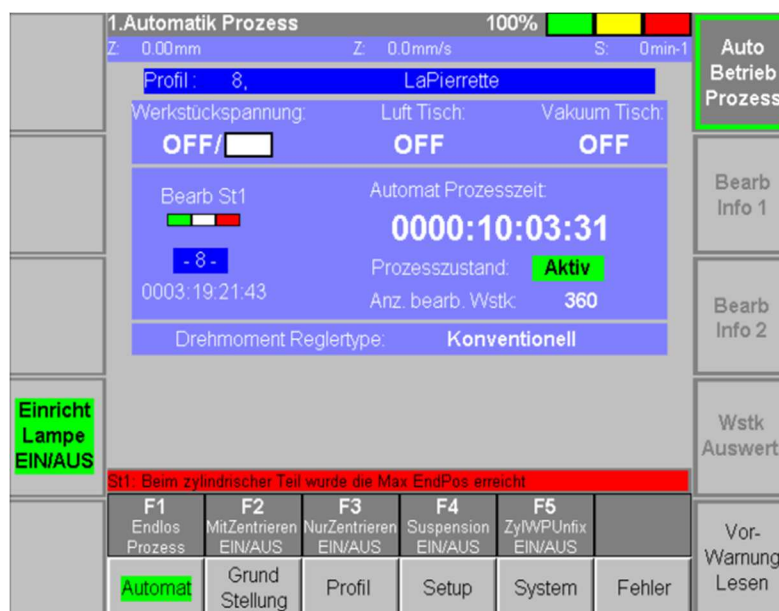 1.Automatik Prozess 100%
Z: 0.00mm Z: 0.0mm/s S: 0min-1
Profil : 8, LaPierrette
Werkstückspannung: Luft Tisch: Vakuum Tisch:
OFF/ OFF OFF
Bearb St1
- 8 -
0003:19:21:43
Automat Prozesszeit:
0000:10:03:31
Prozesszustand: Aktiv
Anz. bearb. Wstk: 360
Drehmoment Reglertype: Konventionell
Einricht
Lampe
EIN/AUS
Auto
Betrieb
Prozess
Bearb
Info 1
Bearb
Info 2
Wstk
Auswert
Vor-
Warnung
Lesen
St1: Beim zylindrischer Teil wurde die Max EndPos erreicht
F1
Endlos
Prozess
F2
MitZentrieren
EIN/AUS
F3
NurZentrieren
EIN/AUS
F4
Suspension
EIN/AUS
F5
ZylWPUnfix
EIN/AUS
Automat
Grund
Stellung
Profil
Setup
System
Fehler